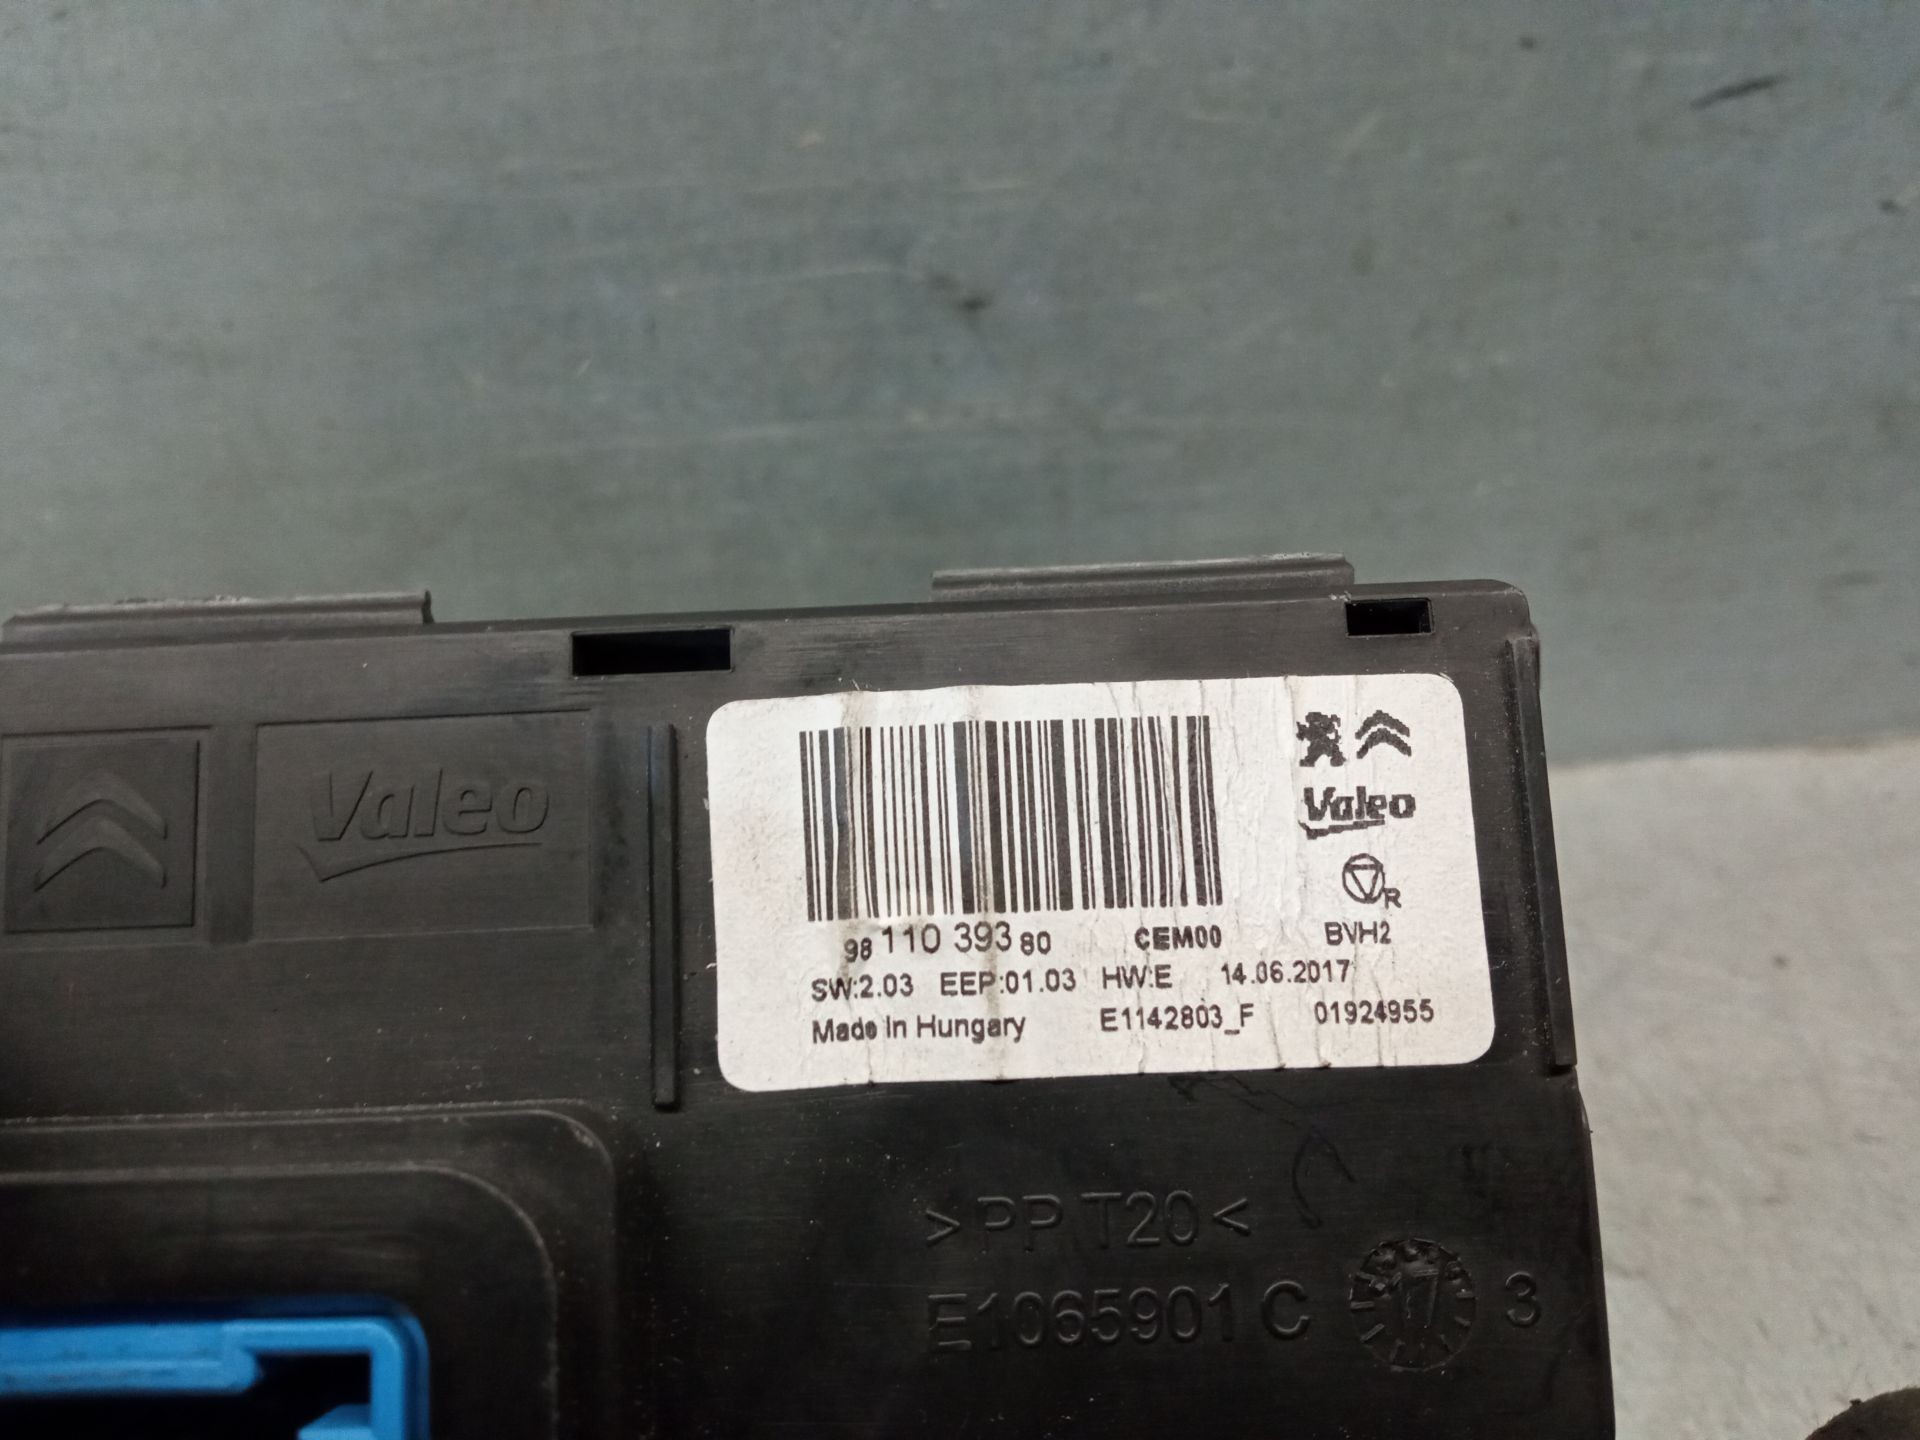 Valeo
Valeo
R
98 110 393 80 CEM00 BVH2
SW:2.03 EEP:01.03 HW:E 14.06.2017
Made In Hungary E1142803_F 01924955
>PP T20<
E1065901 C 17 3